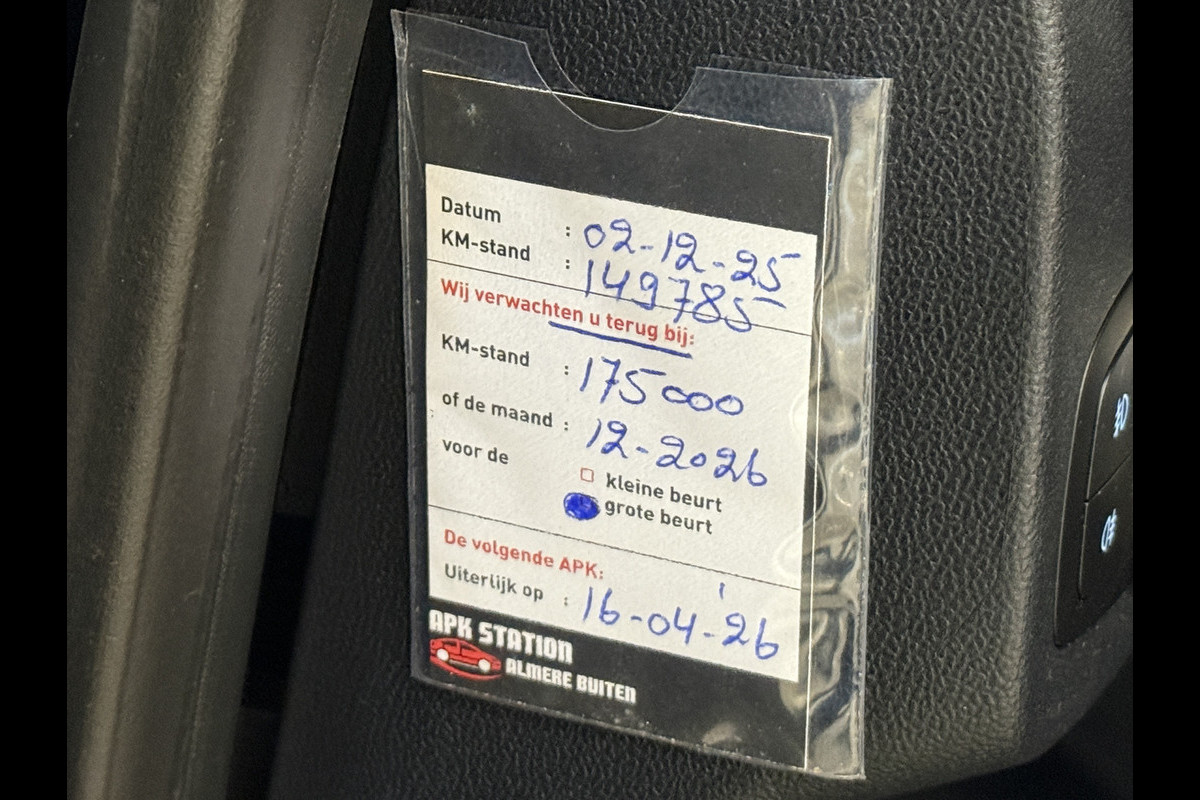 Datum : 02-12-25
KM-stand : 149785
Wij verwachten u terug bij:
KM-stand : 175000
of de maand : 12-2026
voor de
kleine beurt
grote beurt
De volgende APK:
Uiterlijk op : 16-04-'26
APK STATION
ALMERE BUITEN